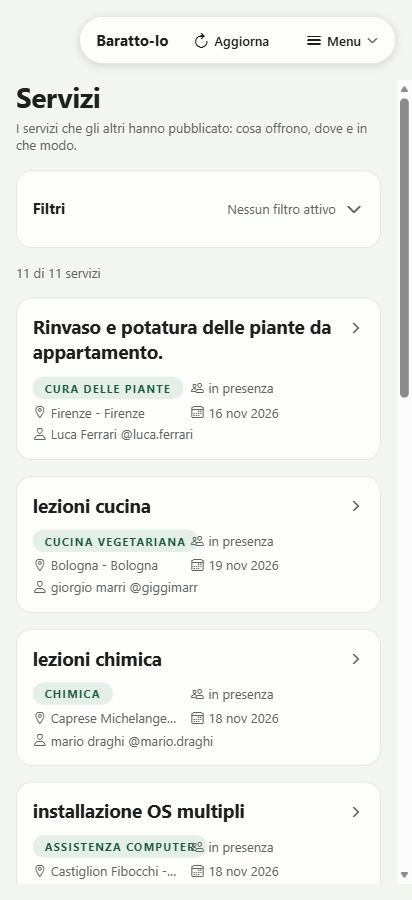 Baratto-lo Aggiorna Menu
Servizi
I servizi che gli altri hanno pubblicato: cosa offrono, dove e in
che modo.
Filtri Nessun filtro attivo
11 di 11 servizi
Rinvaso e potatura delle piante da
appartamento.
CURA DELLE PIANTE in presenza
Firenze - Firenze 16 nov 2026
Luca Ferrari @luca.ferrari
lezioni cucina
CUCINA VEGETARIANA in presenza
Bologna - Bologna 19 nov 2026
giorgio marri @giggimarr
lezioni chimica
CHIMICA in presenza
Caprese Michelange... 18 nov 2026
mario draghi @mario.draghi
installazione OS multipli
ASSISTENZA COMPUTER in presenza
Castiglion Fibocchi -... 18 nov 2026